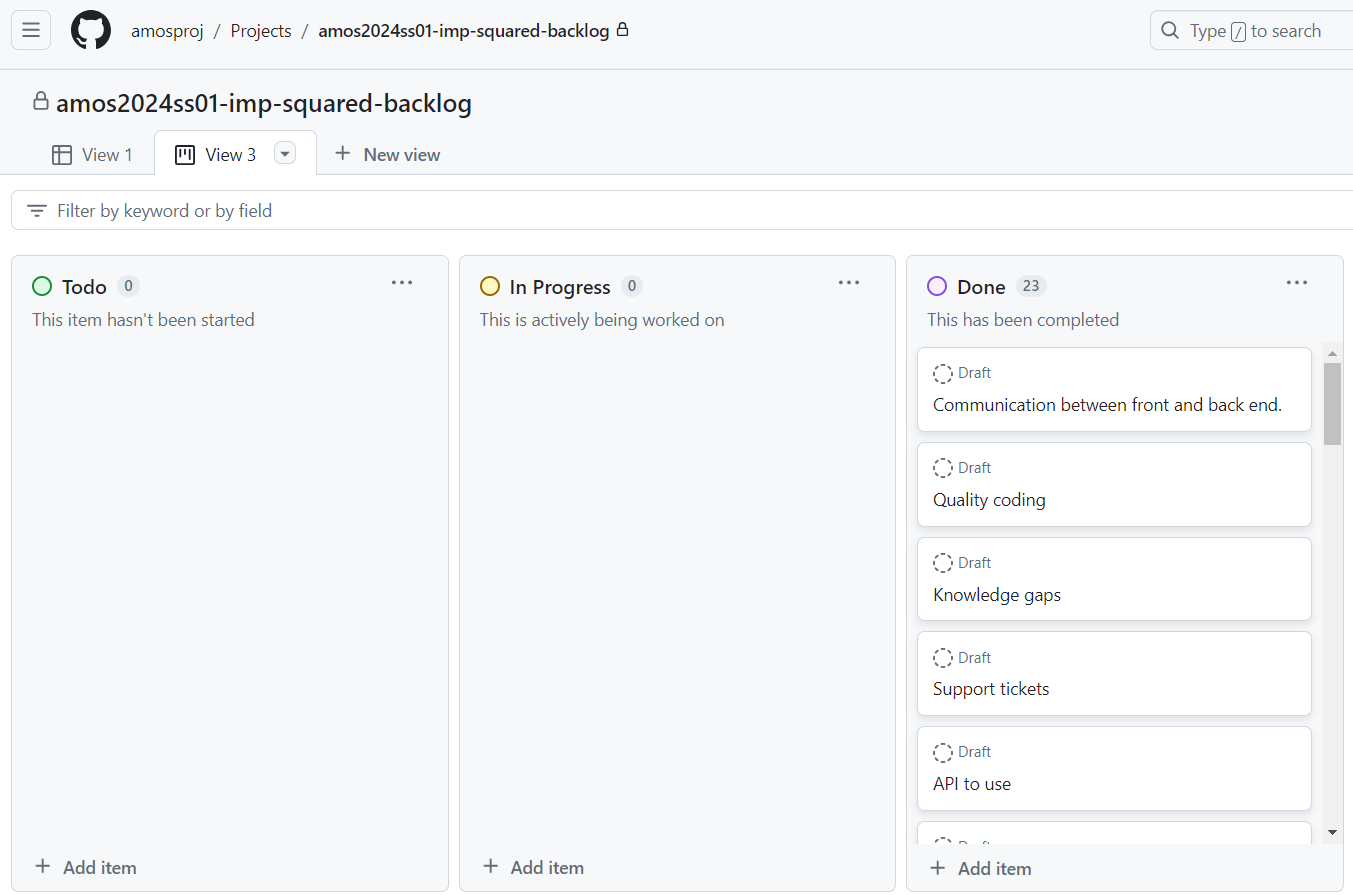 amosproj / Projects / amos2024ss01-imp-squared-backlog
Type / to search
amos2024ss01-imp-squared-backlog
View 1
View 3
New view
Filter by keyword or by field
Todo 0
This item hasn't been started
Add item
In Progress 0
This is actively being worked on
Add item
Done 23
This has been completed
Draft
Communication between front and back end.
Draft
Quality coding
Draft
Knowledge gaps
Draft
Support tickets
Draft
API to use
Add item